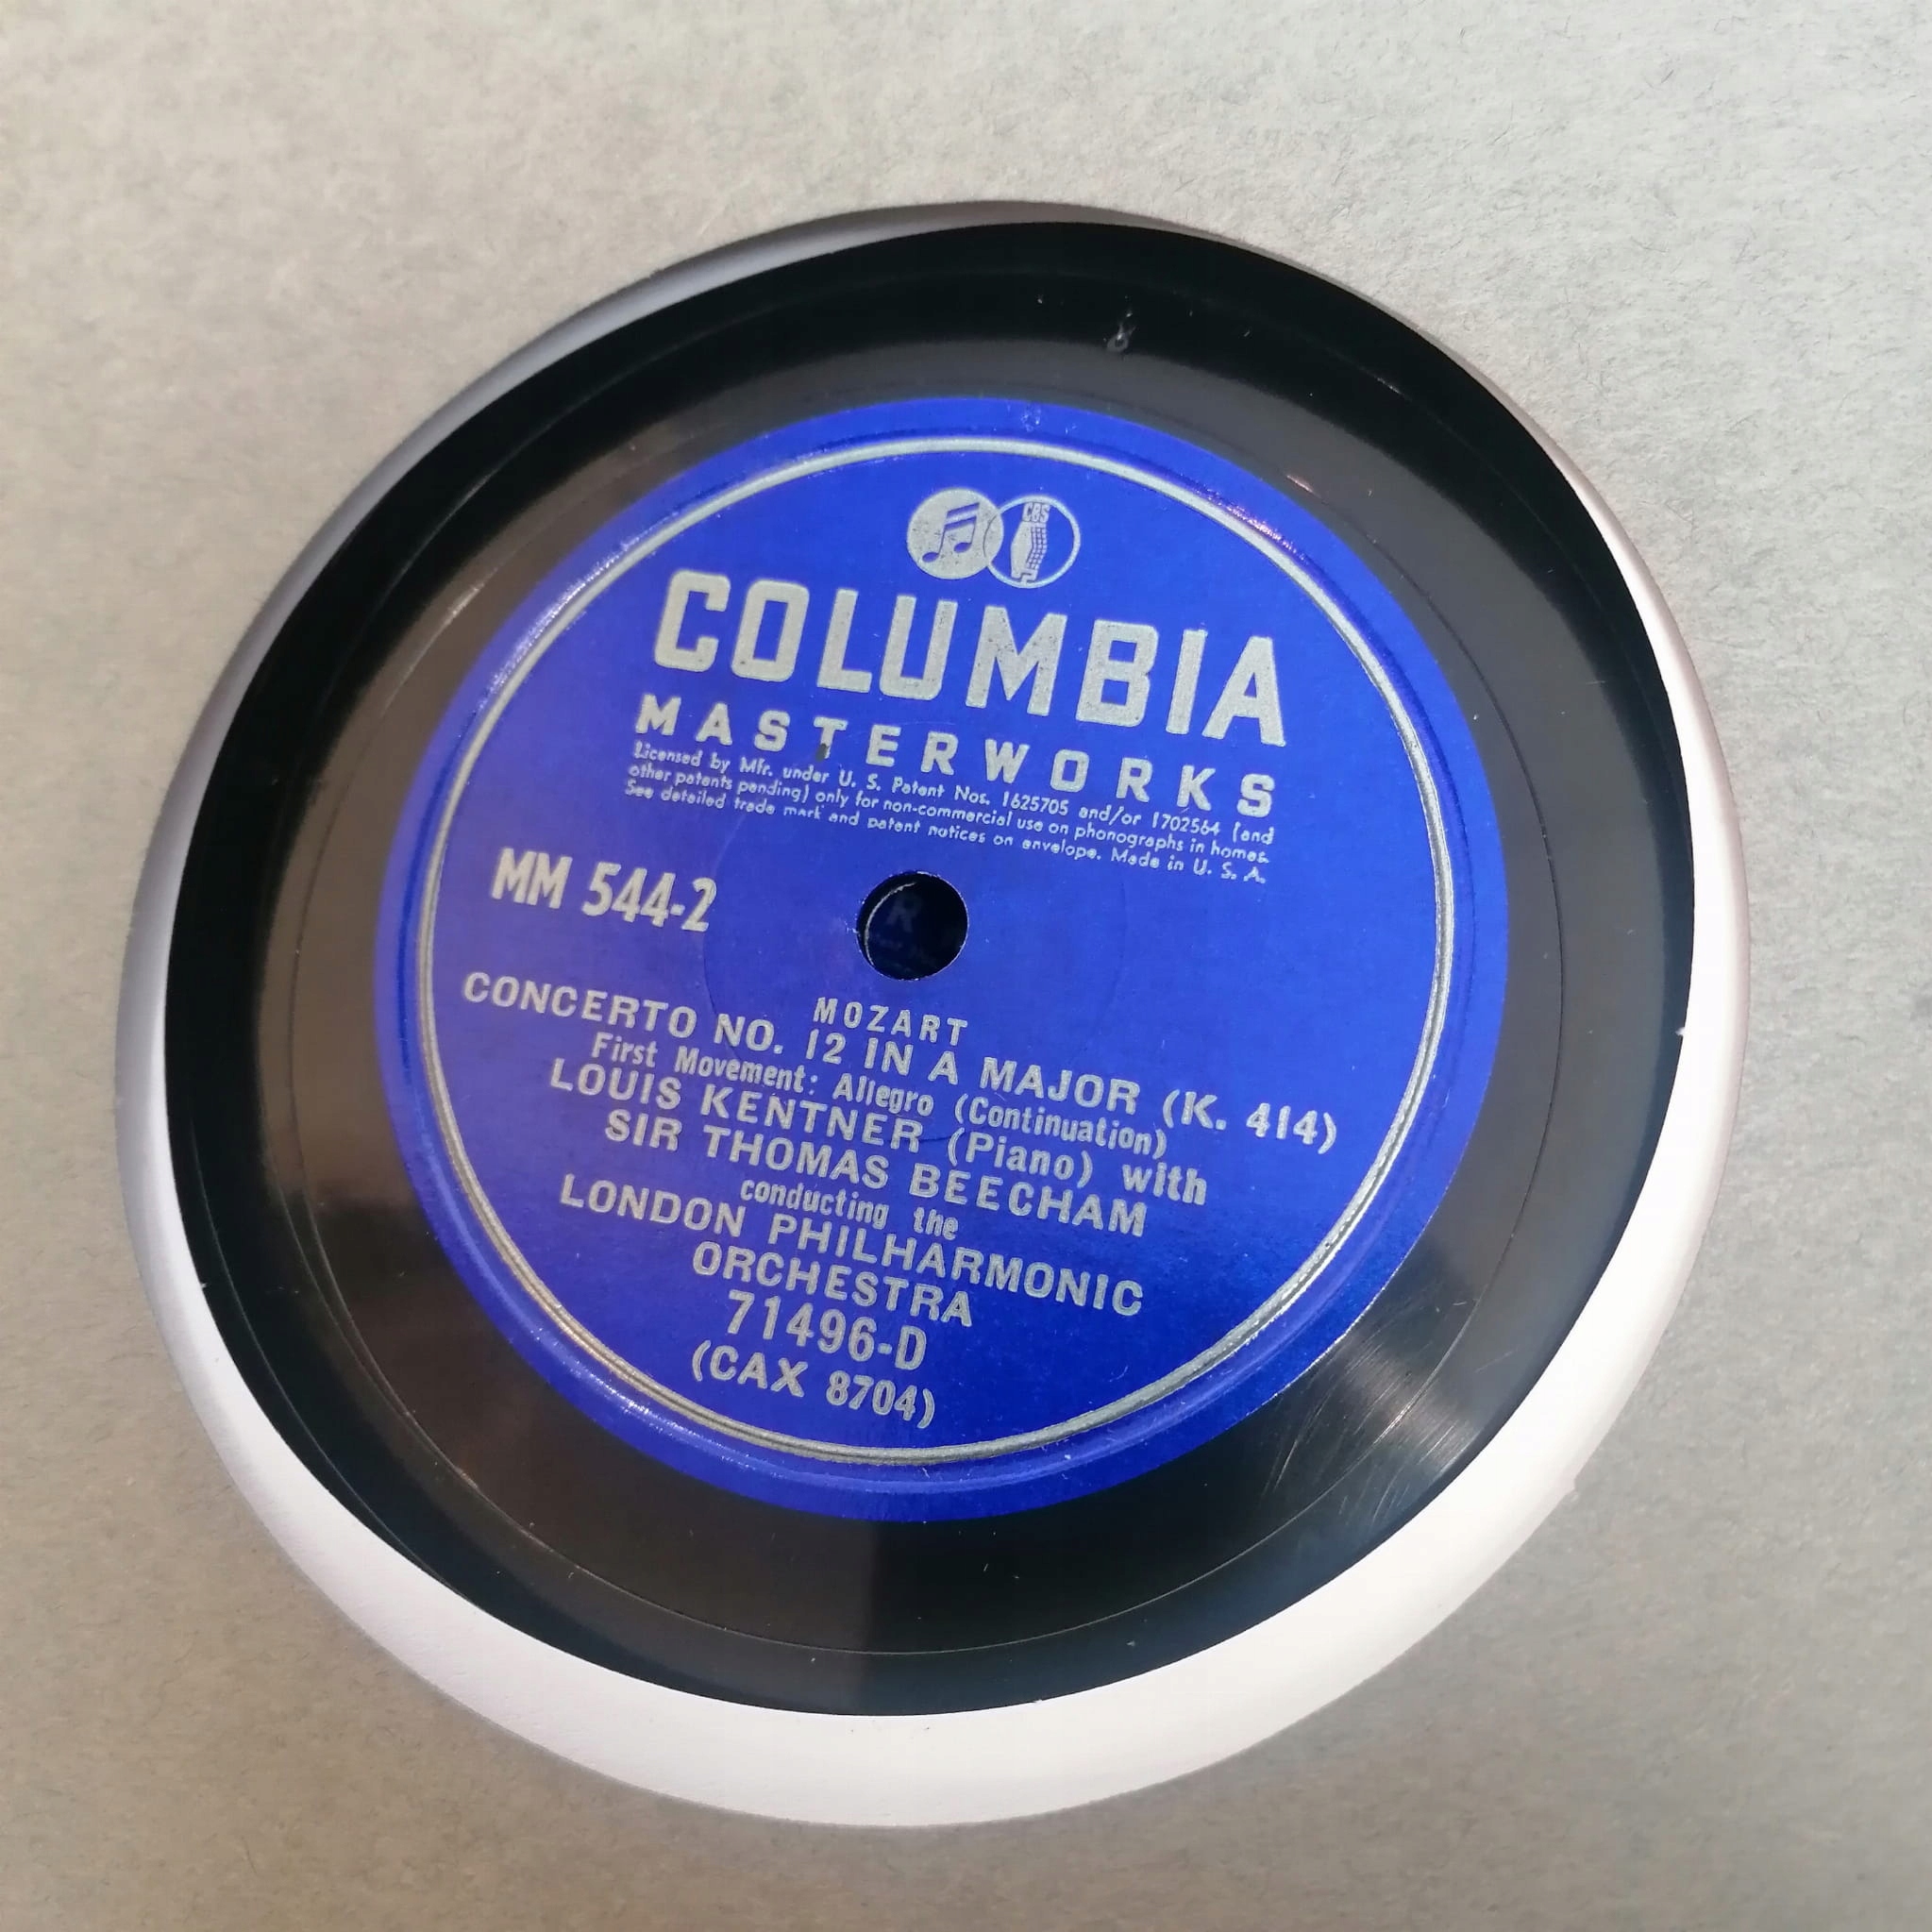 CBS
COLUMBIA
MASTERWORKS
Licensed by Mfr. under U. S. Patent Nos. 1625705 and/or 1702564 (and
other patents pending) only for non-commercial use on phonographs in homes.
See detailed trade mark and patent notices on envelope. Made in U. S. A.
MM 544-2
MOZART
CONCERTO NO. 12 IN A MAJOR (K. 414)
First Movement: Allegro (Continuation)
LOUIS KENTNER (Piano) with
SIR THOMAS BEECHAM
conducting the
LONDON PHILHARMONIC
ORCHESTRA
71496-D
(CAX 8704)